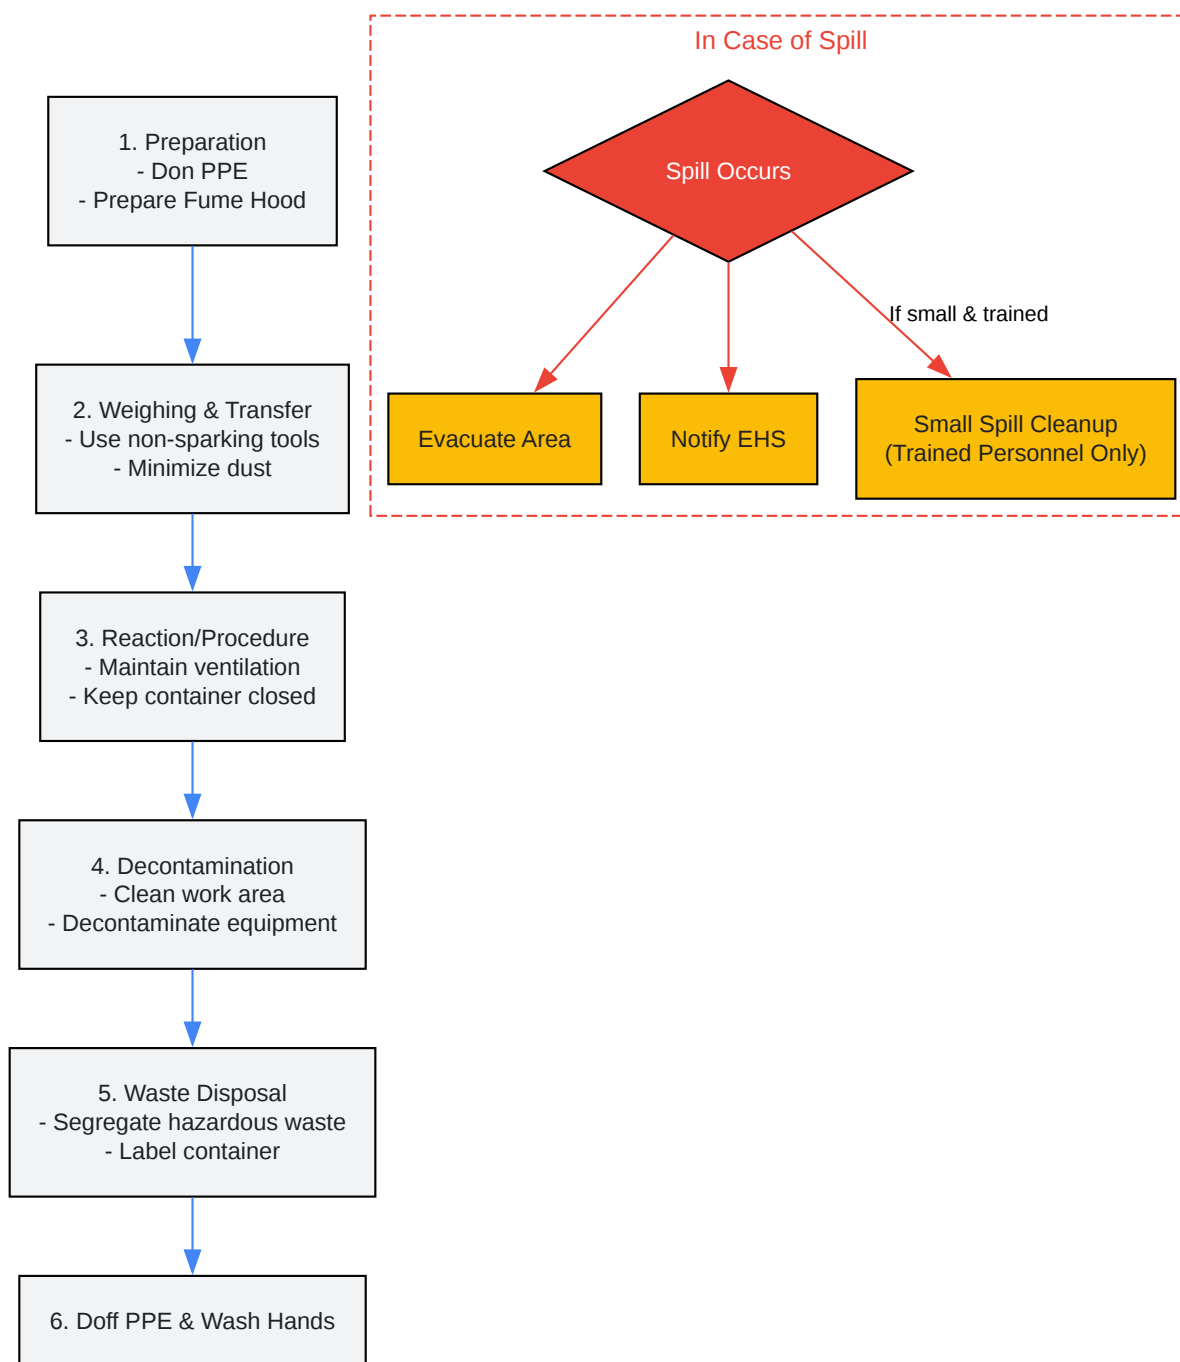 1. Preparation
- Don PPE
- Prepare Fume Hood
2. Weighing & Transfer
- Use non-sparking tools
- Minimize dust
3. Reaction/Procedure
- Maintain ventilation
- Keep container closed
4. Decontamination
- Clean work area
- Decontaminate equipment
5. Waste Disposal
- Segregate hazardous waste
- Label container
6. Doff PPE & Wash Hands
In Case of Spill
Spill Occurs
If small & trained
Evacuate Area
Notify EHS
Small Spill Cleanup
(Trained Personnel Only)